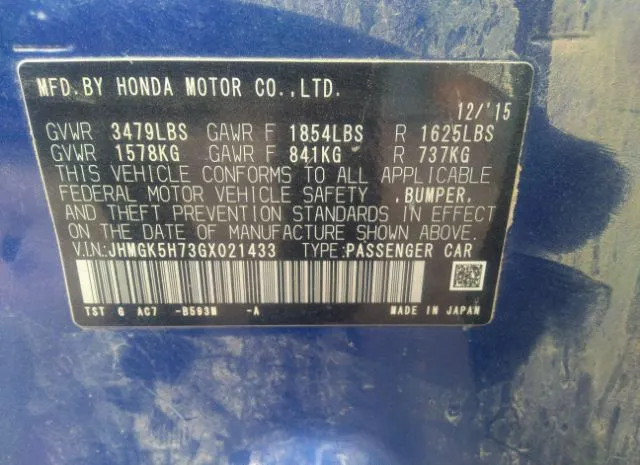 MFD.BY HONDA MOTOR CO.,LTD.
12/'15
GVWR 3479LBS GAWR F 1854LBS R 1625LBS
GVWR 1578KG GAWR F 841KG R 737KG
THIS VEHICLE CONFORMS TO ALL APPLICABLE
FEDERAL MOTOR VEHICLE SAFETY ,BUMPER,
AND THEFT PREVENTION STANDARDS IN EFFECT
ON THE DATE OF MANUFACTURE SHOWN ABOVE.
V.IN.:JHMGK5H73GX021433 TYPE:PASSENGER CAR
TST G AC7 -B593M -A MADE IN JAPAN